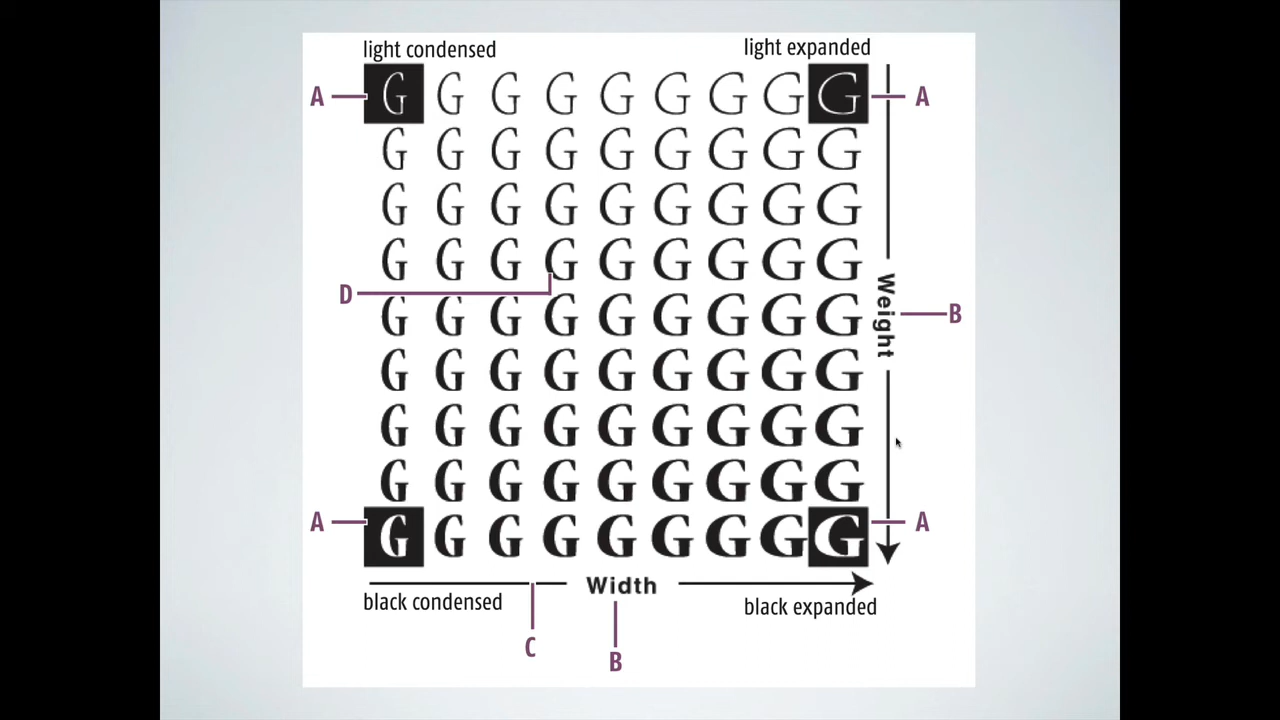 light condensed
light expanded
A G G G G G G G G G A
G G G G G G G G G
G G G G G G G G G
G G G G G G G G G
D
G G G G G G G G G
Weight
B
G G G G G G G G G
G G G G G G G G G
G G G G G G G G G
A G G G G G G G G G A
Width
black condensed
black expanded
C
B